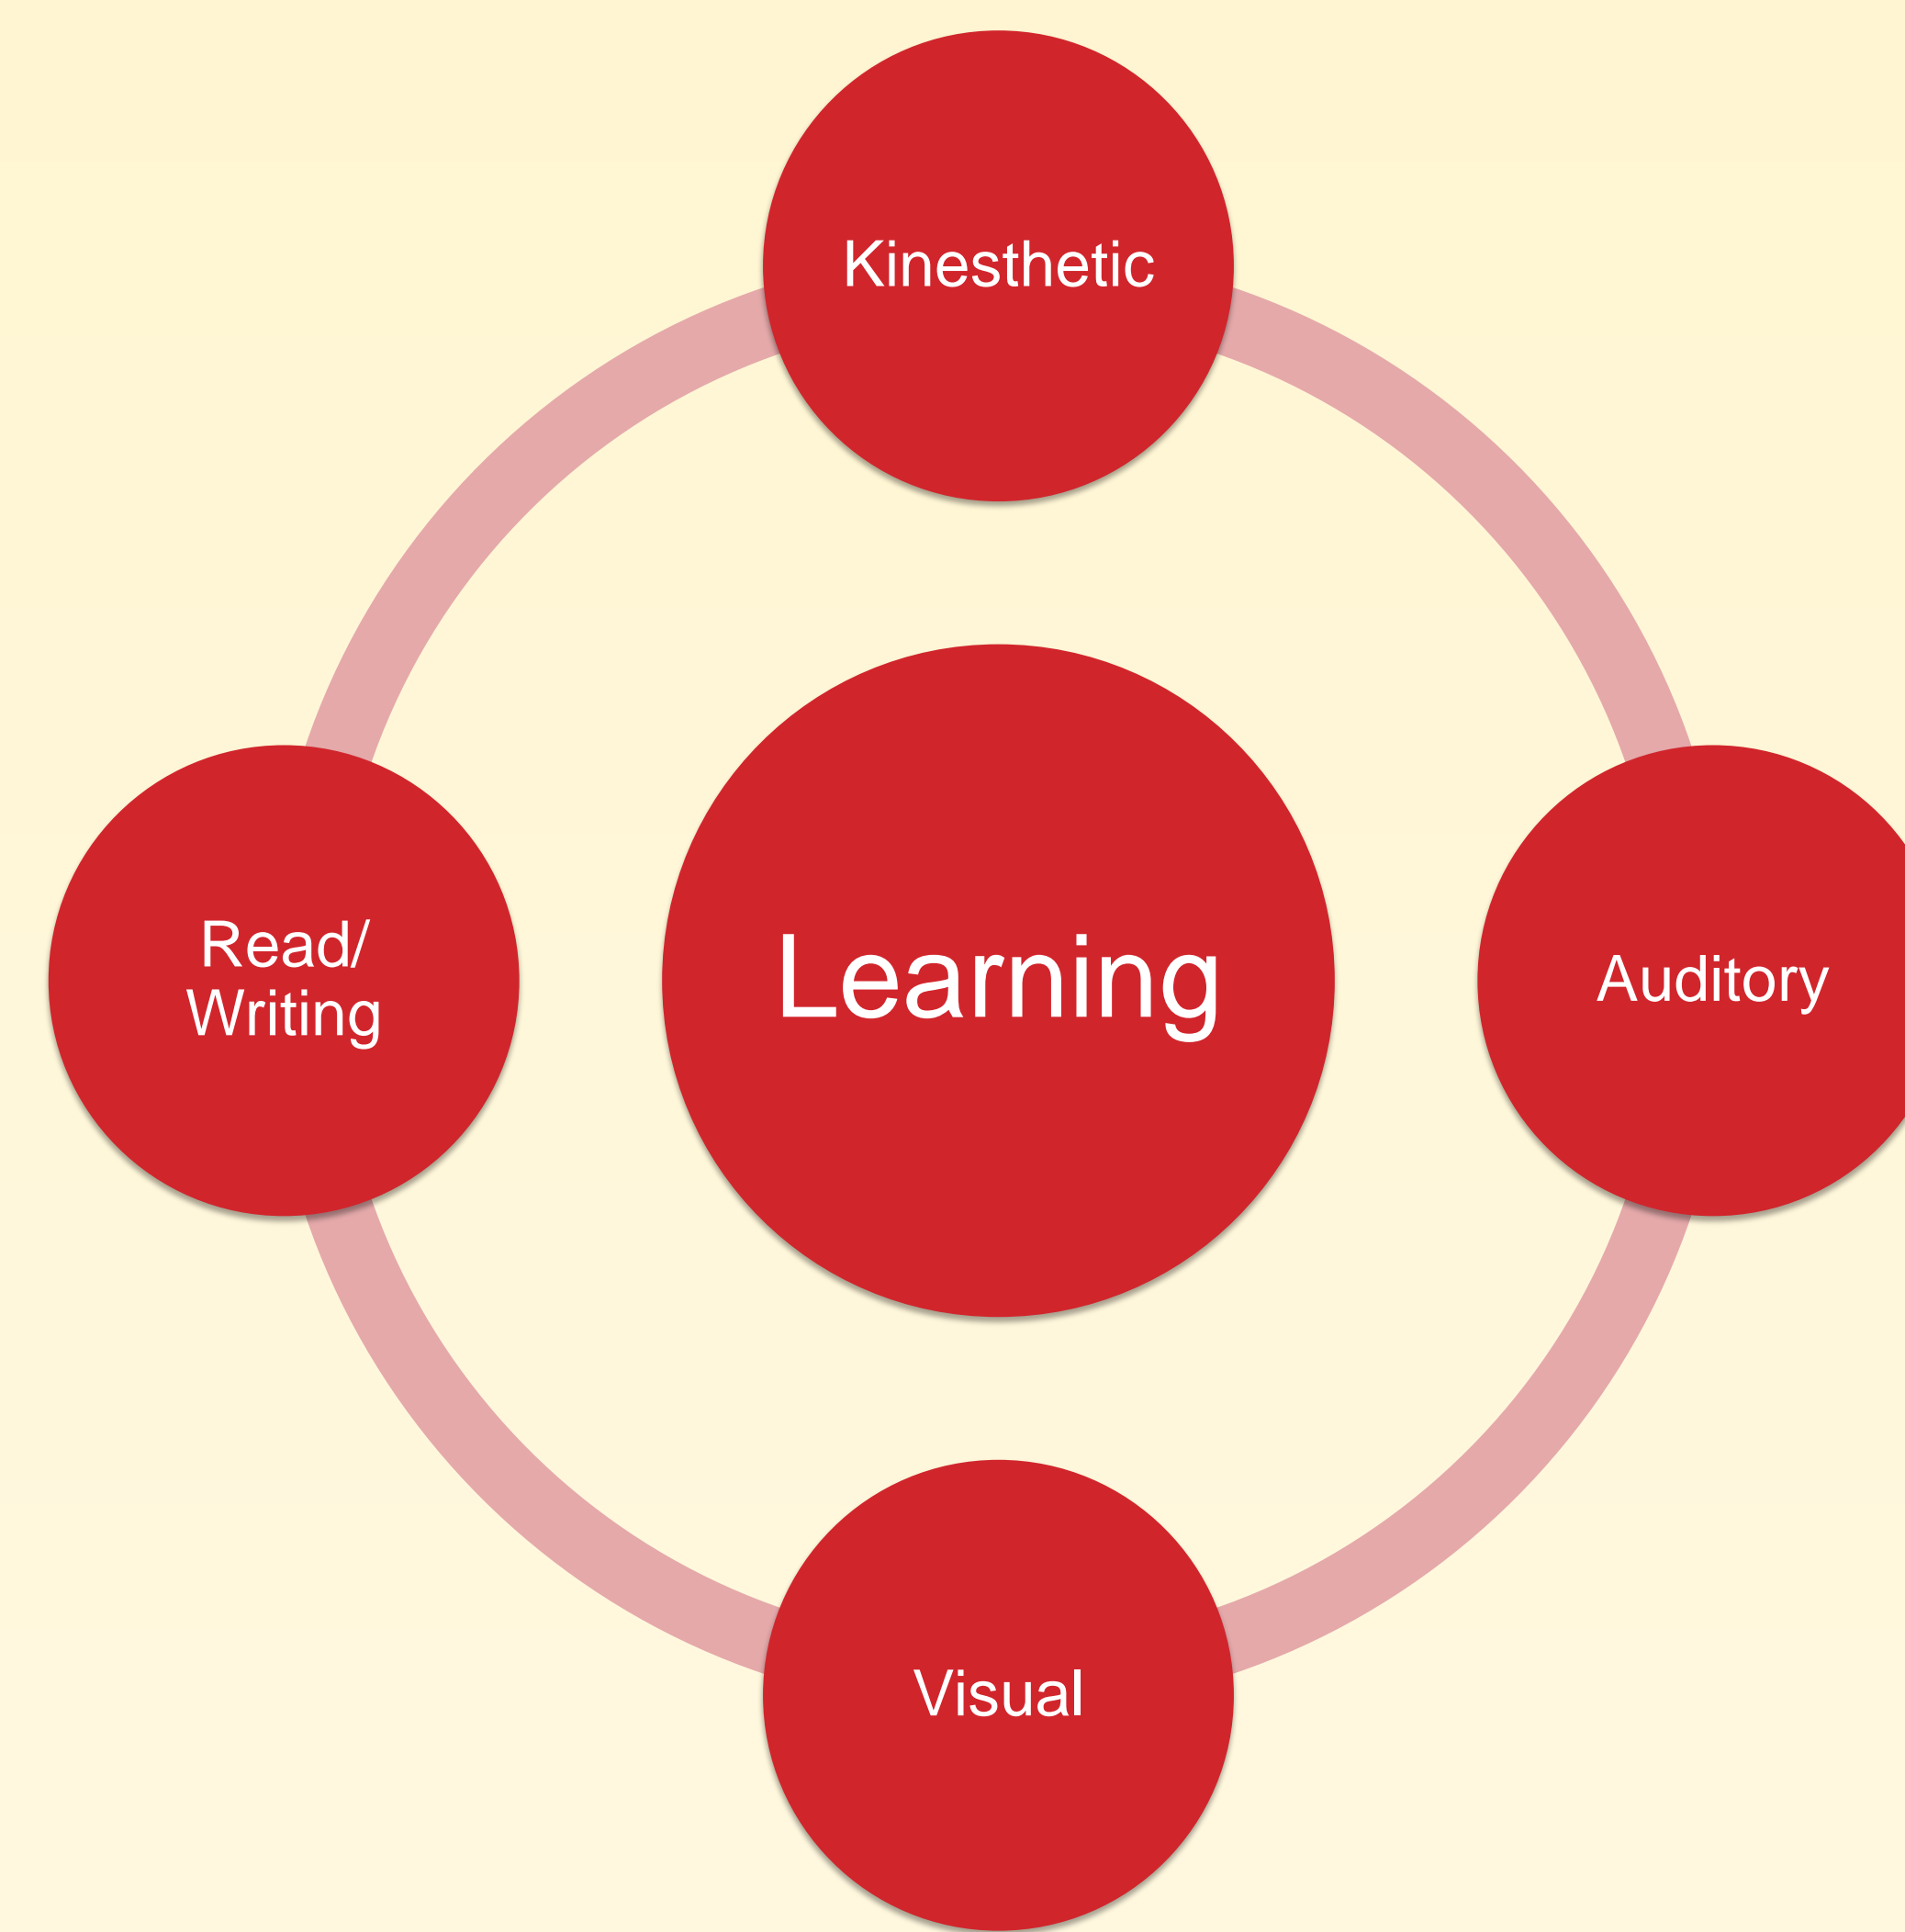 Kinesthetic
Read/
Writing
Learning
Auditory
Visual